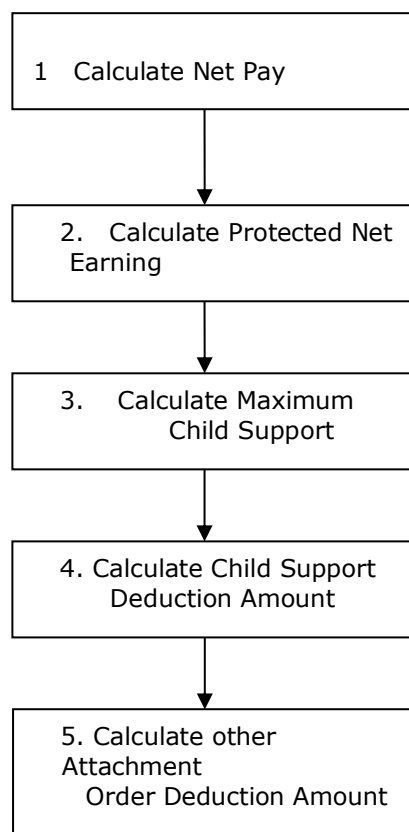 1 Calculate Net Pay
2. Calculate Protected Net
Earning
3. Calculate Maximum
Child Support
4. Calculate Child Support
Deduction Amount
5. Calculate other
Attachment
Order Deduction Amount